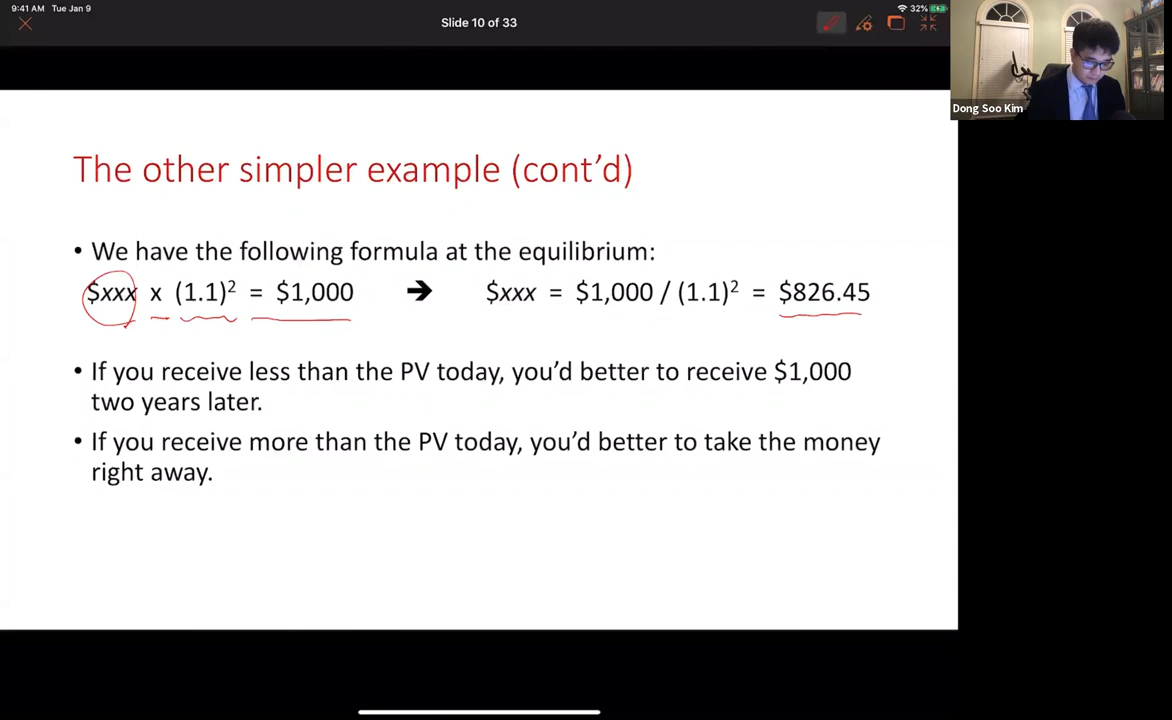 9:41 AM Tue Jan 9
Slide 10 of 33
32%
Dong Soo Kim
The other simpler example (cont’d)
• We have the following formula at the equilibrium:
$xxx x (1.1)² = $1,000 ➔ $xxx = $1,000 / (1.1)² = $826.45
• If you receive less than the PV today, you’d better to receive $1,000
two years later.
• If you receive more than the PV today, you’d better to take the money
right away.